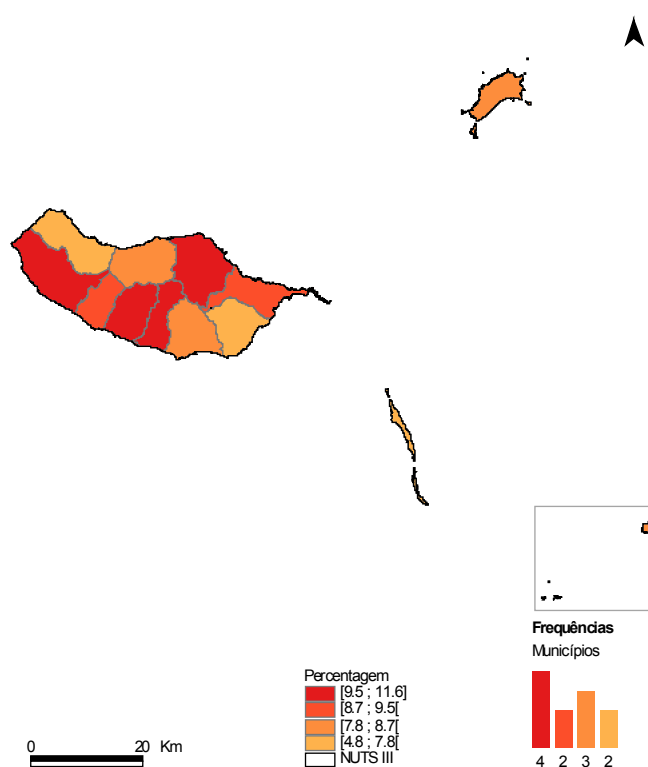 Frequências
Municípios
4 2 3 2
Percentagem
[9.5 ; 11.6]
[8.7 ; 9.5[
[7.8 ; 8.7[
[4.8 ; 7.8[
NUTS III
0 20 Km